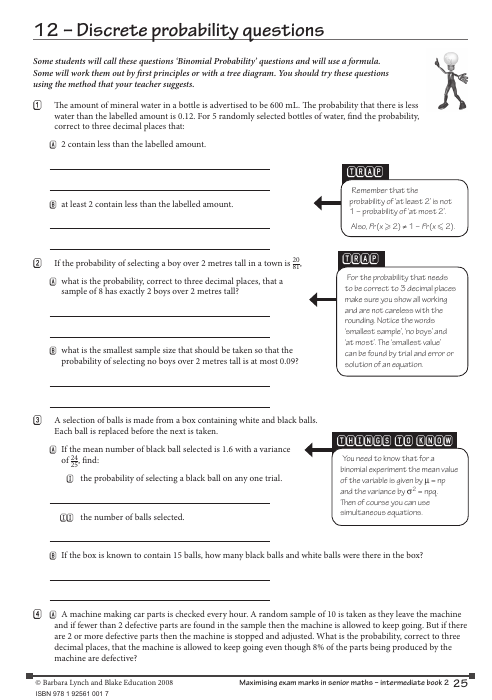 12 – Discrete probability questions
Some students will call these questions 'Binomial Probability' questions and will use a formula.
Some will work them out by first principles or with a tree diagram. You should try these questions
using the method that your teacher suggests.
1 The amount of mineral water in a bottle is advertised to be 600 mL. The probability that there is less
water than the labelled amount is 0.12. For 5 randomly selected bottles of water, find the probability,
correct to three decimal places that:
A 2 contain less than the labelled amount.
TRAP
Remember that the
probability of 'at least 2' is not
1 – probability of 'at most 2'.
Also, Pr(x ⩾ 2) ≠ 1 – Pr(x ⩽ 2).
B at least 2 contain less than the labelled amount.
2 If the probability of selecting a boy over 2 metres tall in a town is 20/81,
A what is the probability, correct to three decimal places, that a
sample of 8 has exactly 2 boys over 2 metres tall?
TRAP
For the probability that needs
to be correct to 3 decimal places
make sure you show all working
and are not careless with the
rounding. Notice the words
'smallest sample', 'no boys' and
'at most'. The 'smallest value'
can be found by trial and error or
solution of an equation.
B what is the smallest sample size that should be taken so that the
probability of selecting no boys over 2 metres tall is at most 0.09?
3 A selection of balls is made from a box containing white and black balls.
Each ball is replaced before the next is taken.
A If the mean number of black ball selected is 1.6 with a variance
of 24/25, find:
I the probability of selecting a black ball on any one trial.
II the number of balls selected.
THINGS TO KNOW
You need to know that for a
binomial experiment the mean value
of the variable is given by μ = np
and the variance by σ² = npq.
Then of course you can use
simultaneous equations.
B If the box is known to contain 15 balls, how many black balls and white balls were there in the box?
4 A A machine making car parts is checked every hour. A random sample of 10 is taken as they leave the machine
and if fewer than 2 defective parts are found in the sample then the machine is allowed to keep going. But if there
are 2 or more defective parts then the machine is stopped and adjusted. What is the probability, correct to three
decimal places, that the machine is allowed to keep going even though 8% of the parts being produced by the
machine are defective?
© Barbara Lynch and Blake Education 2008
Maximising exam marks in senior maths – intermediate book 2 25
ISBN 978 1 92561 001 7